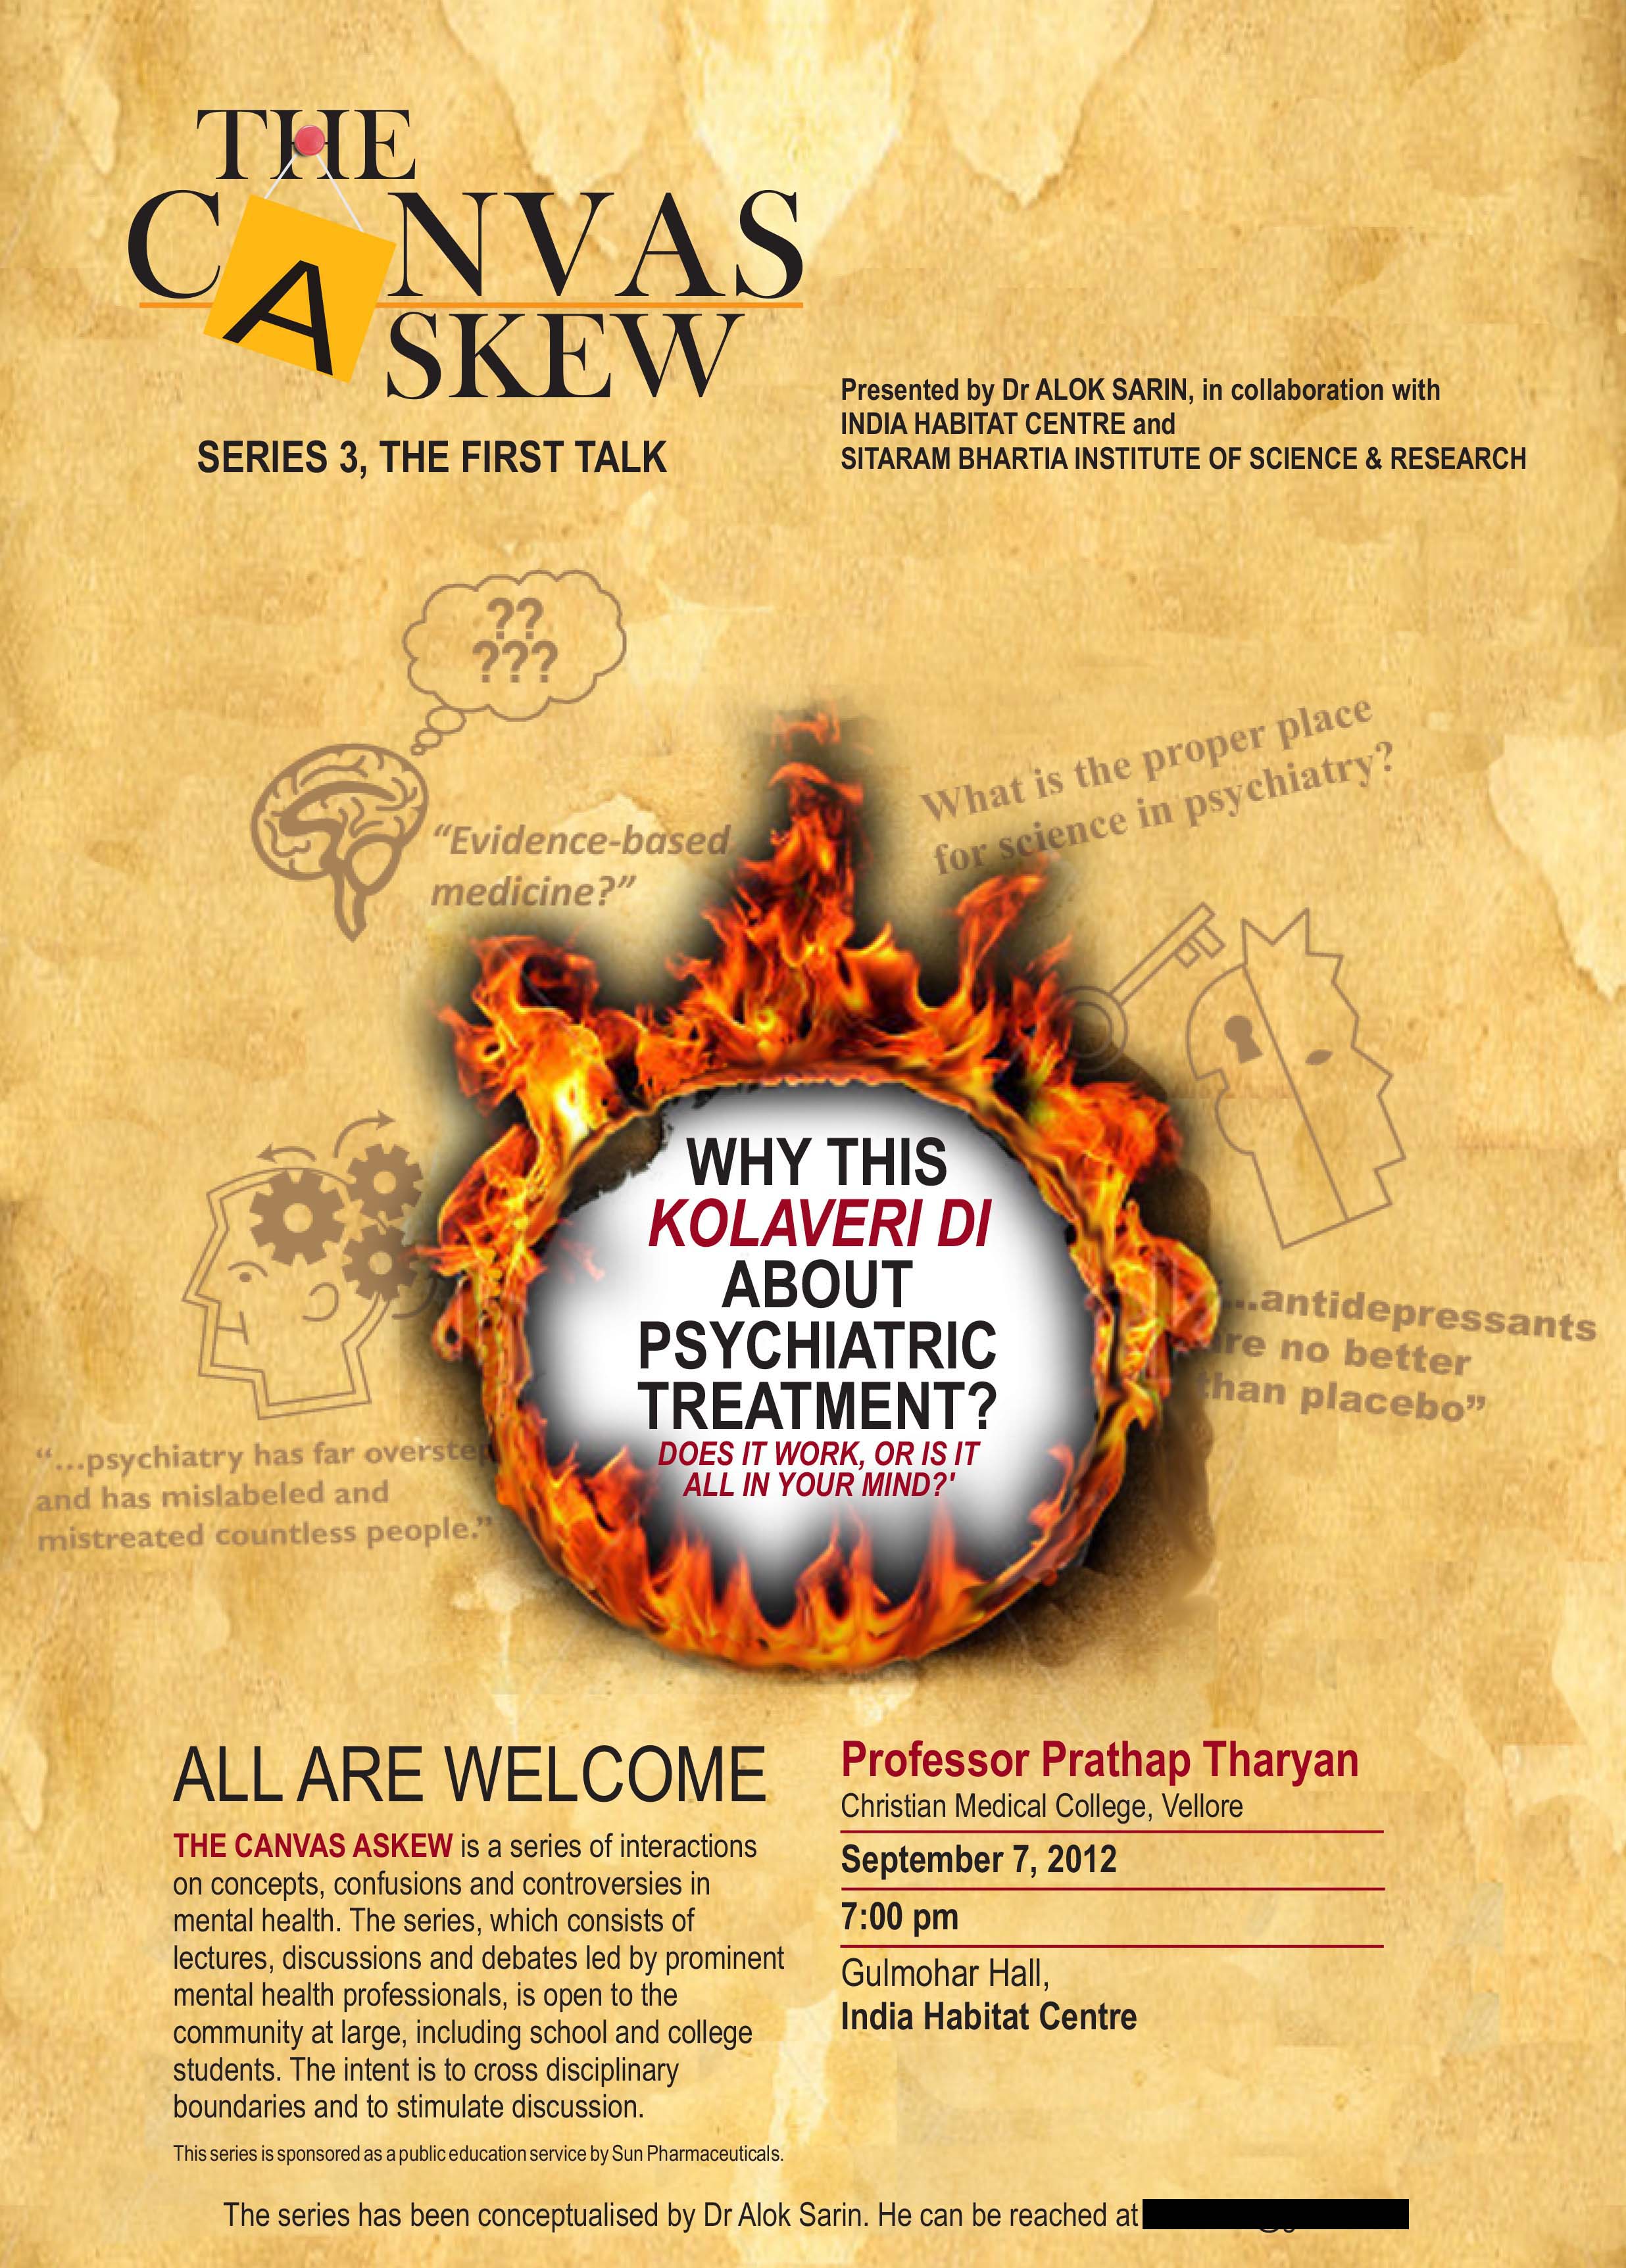 THE
CANVAS
ASKEW
SERIES 3, THE FIRST TALK
Presented by Dr ALOK SARIN, in collaboration with
INDIA HABITAT CENTRE and
SITARAM BHARTIA INSTITUTE OF SCIENCE & RESEARCH
??
???
“Evidence-based
medicine?”
What is the proper place
for science in psychiatry?
WHY THIS
KOLAVERI DI
ABOUT
PSYCHIATRIC
TREATMENT?
DOES IT WORK, OR IS IT
ALL IN YOUR MIND?'
...antidepressants
are no better
than placebo”
“...psychiatry has far
and has mislabeled and
mistreated countless people.”
ALL ARE WELCOME
THE CANVAS ASKEW is a series of interactions
on concepts, confusions and controversies in
mental health. The series, which consists of
lectures, discussions and debates led by prominent
mental health professionals, is open to the
community at large, including school and college
students. The intent is to cross disciplinary
boundaries and to stimulate discussion.
This series is sponsored as a public education service by Sun Pharmaceuticals.
Professor Prathap Tharyan
Christian Medical College, Vellore
September 7, 2012
7:00 pm
Gulmohar Hall,
India Habitat Centre
The series has been conceptualised by Dr Alok Sarin. He can be reached at